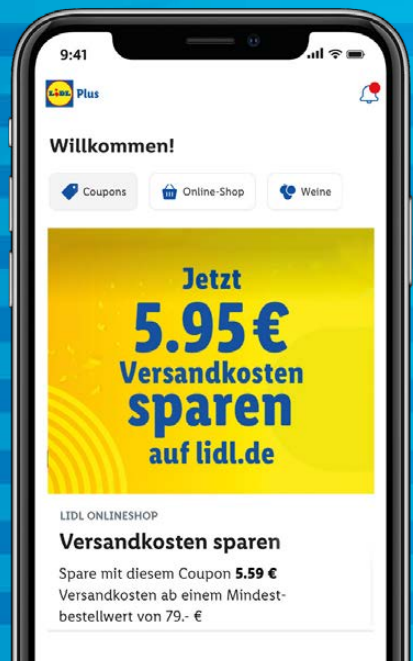 9:41
LIDL Plus
Willkommen!
Coupons Online-Shop Weine
Jetzt
5.95 €
Versandkosten
sparen
auf lidl.de
LIDL ONLINESHOP
Versandkosten sparen
Spare mit diesem Coupon 5.59 €
Versandkosten ab einem Mindest-
bestellwert von 79.- €